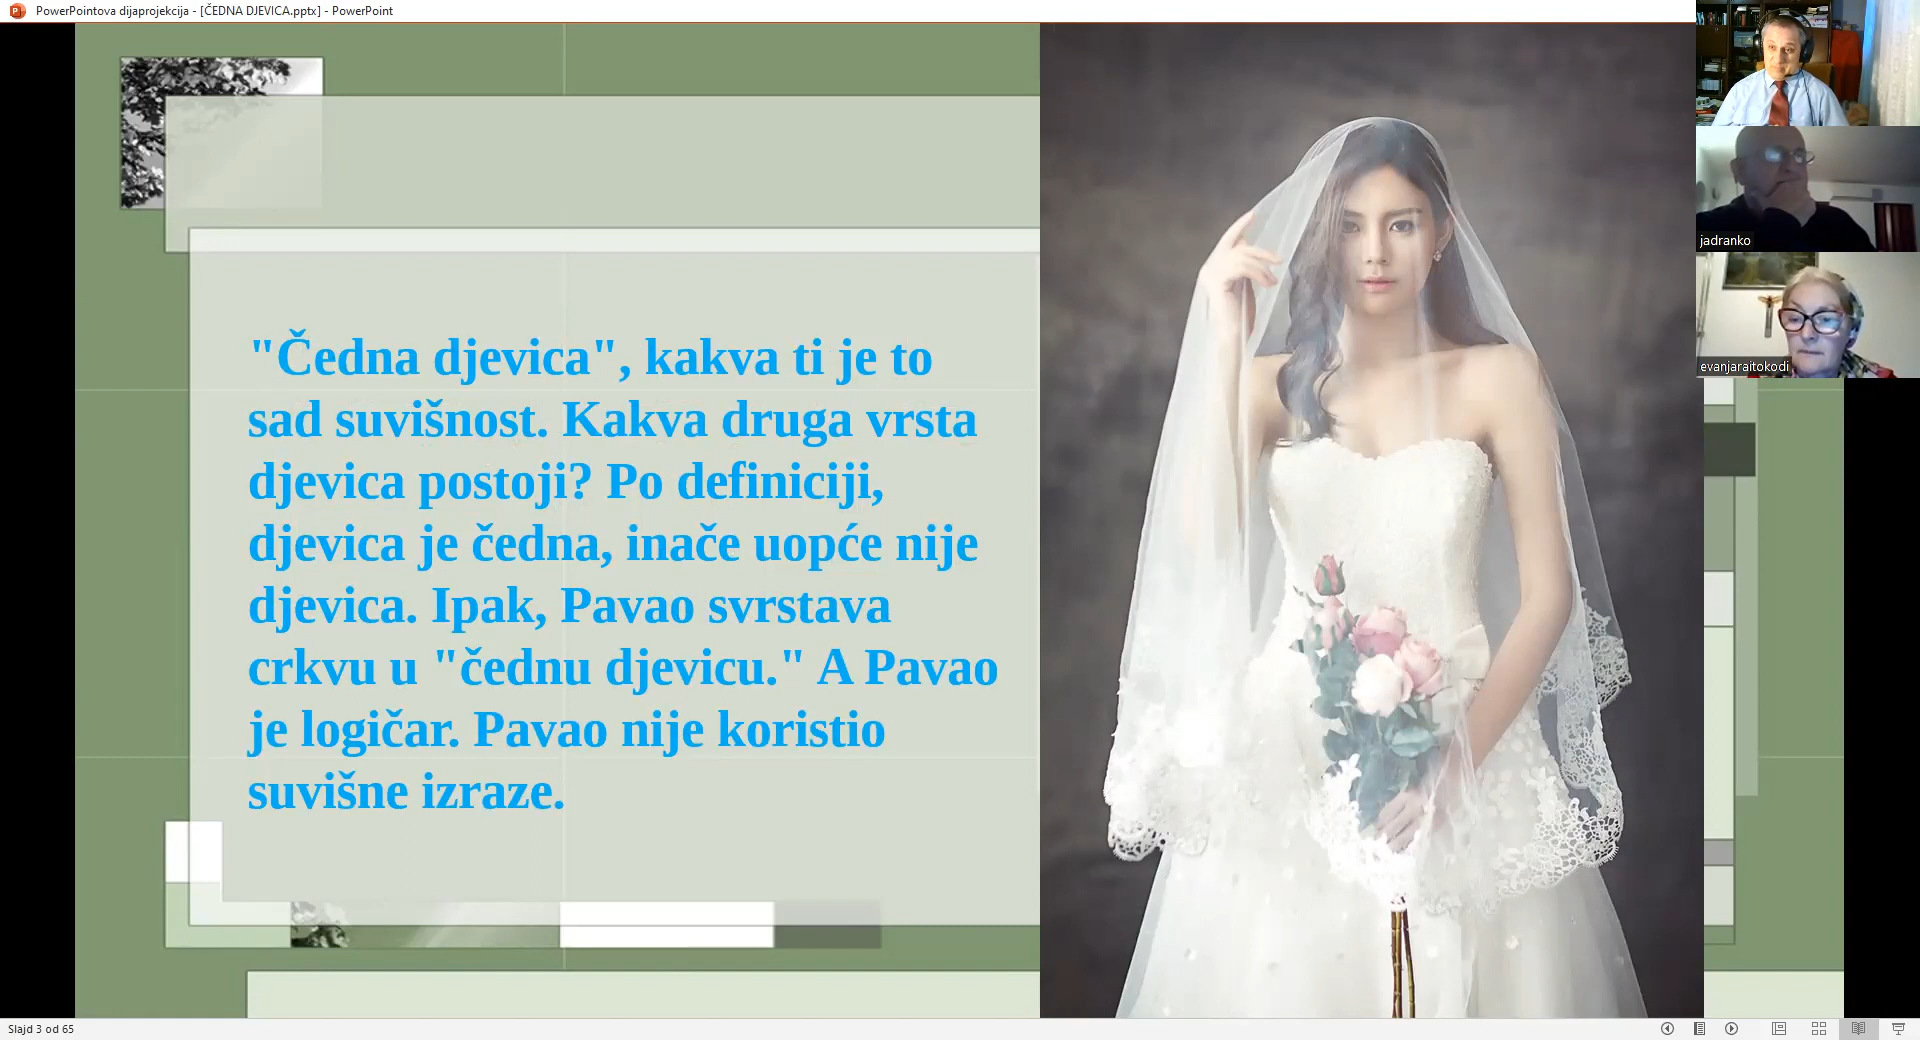 PowerPointova dijaprojekcija - [ČEDNA DJEVICA.pptx] - PowerPoint
"Čedna djevica", kakva ti je to
sad suvišnost. Kakva druga vrsta
djevica postoji? Po definiciji,
djevica je čedna, inače uopće nije
djevica. Ipak, Pavao svrstava
crkvu u "čednu djevicu." A Pavao
je logičar. Pavao nije koristio
suvišne izraze.
jadranko
evanjaraitokodi
Slajd 3 od 65